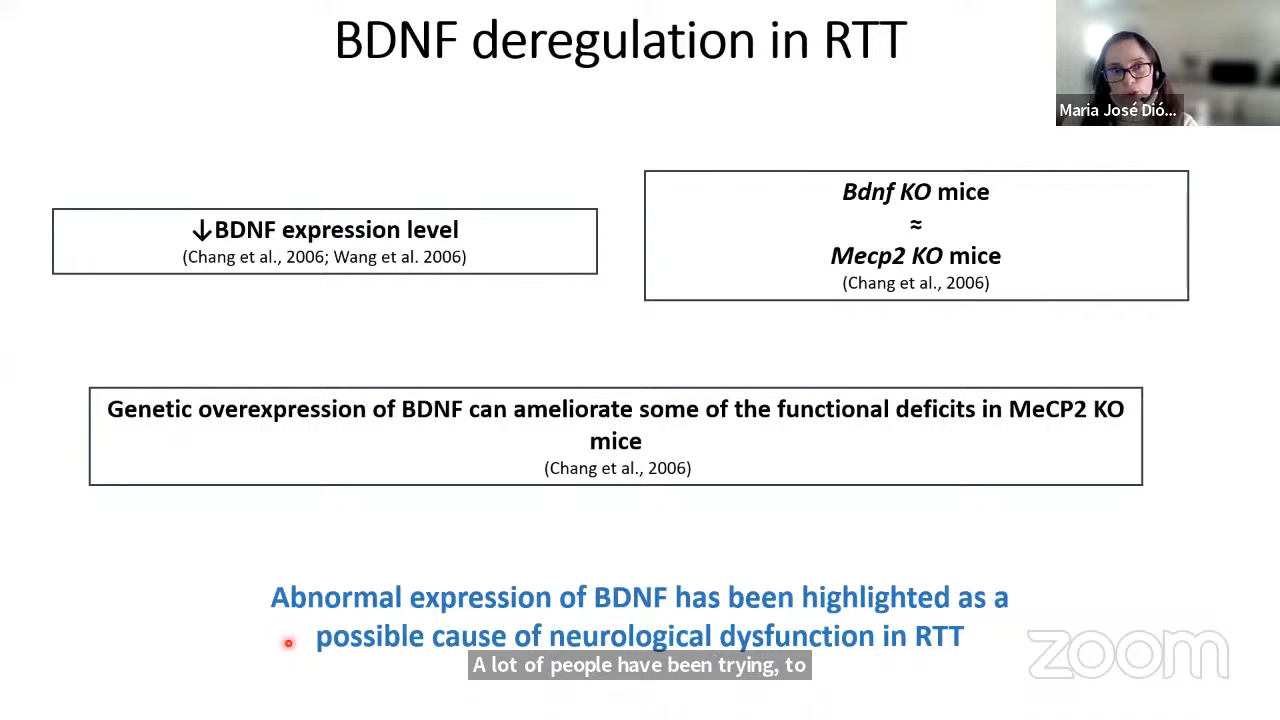 BDNF deregulation in RTT
Maria José Dió...
↓BDNF expression level
(Chang et al., 2006; Wang et al. 2006)
Bdnf KO mice
≈
Mecp2 KO mice
(Chang et al., 2006)
Genetic overexpression of BDNF can ameliorate some of the functional deficits in MeCP2 KO
mice
(Chang et al., 2006)
Abnormal expression of BDNF has been highlighted as a
possible cause of neurological dysfunction in RTT
A lot of people have been trying, to
zoom